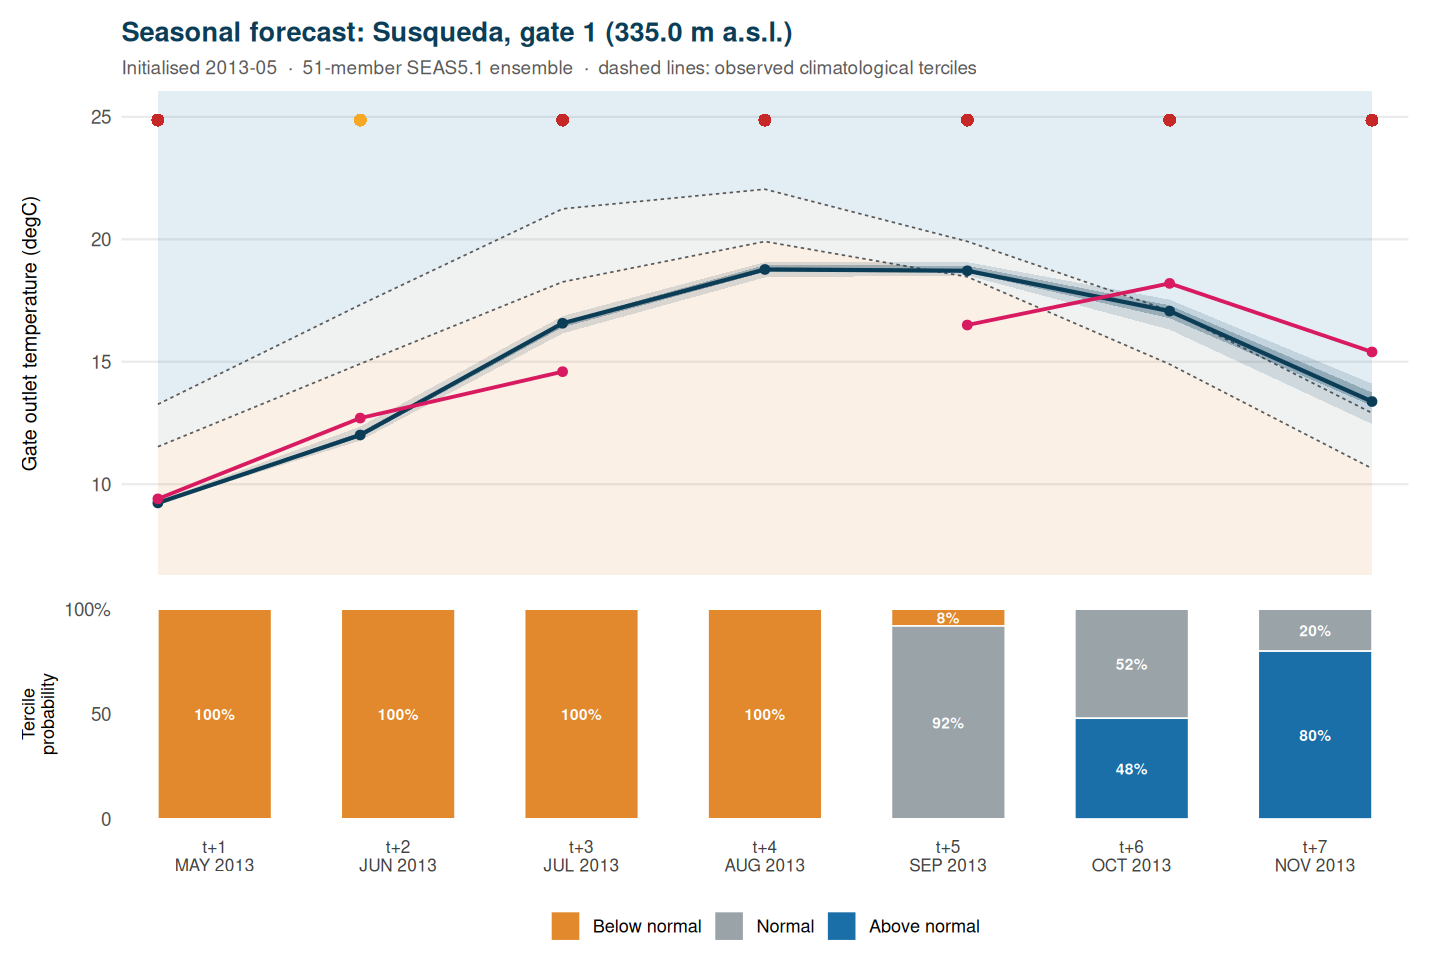 Seasonal forecast: Susqueda, gate 1 (335.0 m a.s.l.)
Initialised 2013-05 · 51-member SEAS5.1 ensemble · dashed lines: observed climatological terciles
Gate outlet temperature (degC)
25
20
15
10
Tercile
probability
100%
50
0
100%
100%
100%
100%
8%
92%
52%
48%
20%
80%
t+1
MAY 2013
t+2
JUN 2013
t+3
JUL 2013
t+4
AUG 2013
t+5
SEP 2013
t+6
OCT 2013
t+7
NOV 2013
Below normal
Normal
Above normal